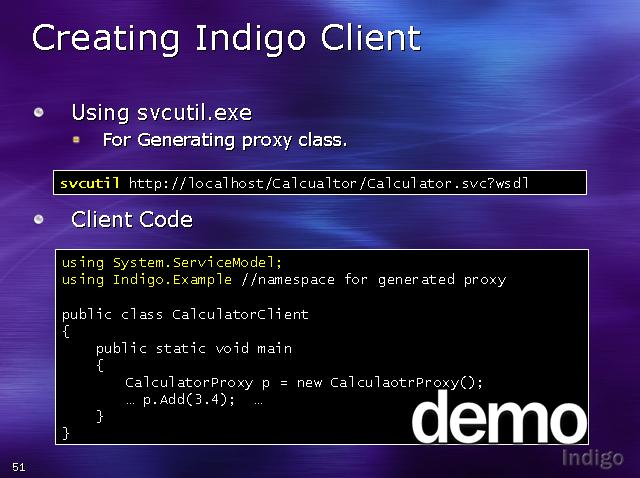 Creating Indigo Client
Using svcutil.exe
For Generating proxy class.
svcutil http://localhost/Calcualtor/Calculator.svc?wsdl
Client Code
using System.ServiceModel;
using Indigo.Example //namespace for generated proxy
public class CalculatorClient
{
public static void main
{
CalculatorProxy p = new CalculaotrProxy();
… p.Add(3.4); …
}
}
demo
Indigo
51